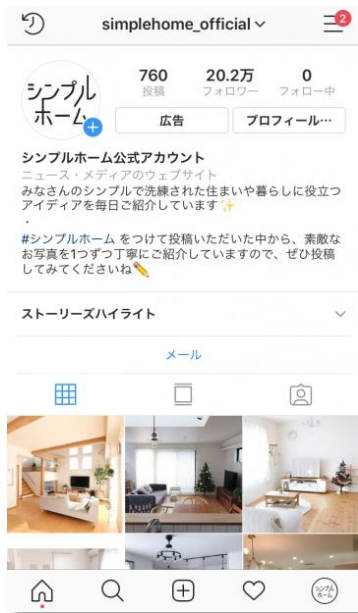 simplehome_official
2
シンプル
ホーム
760
20.2万
0
投稿
フォロワー
フォロー中
広告
プロフィール…
シンプルホーム公式アカウント
ニュース・メディアのウェブサイト
みなさんのシンプルで洗練された住まいや暮らしに役立つ
アイディアを毎日ご紹介しています✨
・
#シンプルホーム をつけて投稿いただいた中から、素敵な
お写真を1つずつ丁寧にご紹介していますので、ぜひ投稿
してみてくださいね✏️
ストーリーズハイライト
メール
シンプル
ホーム